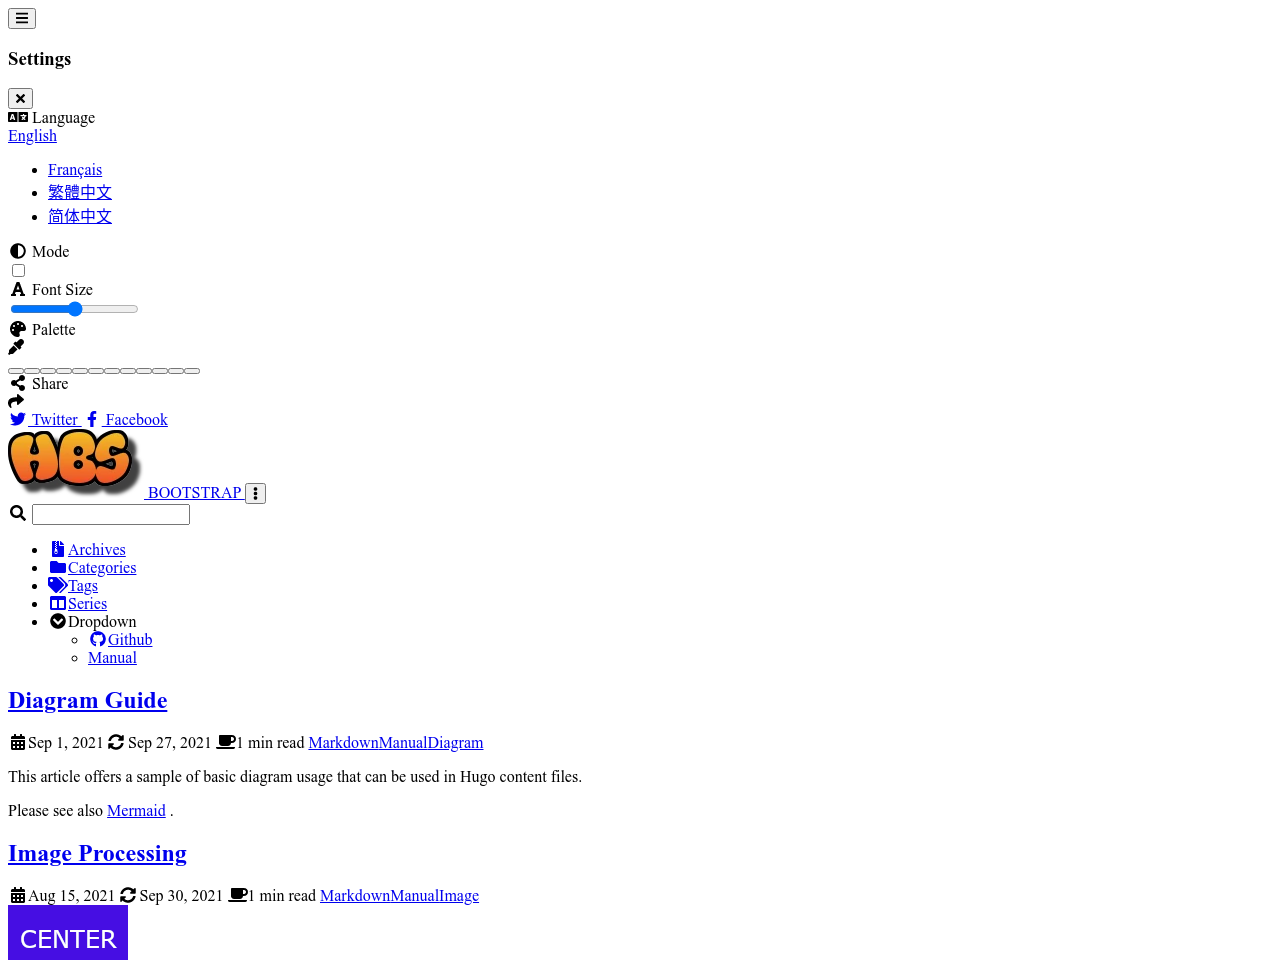 Settings
Language
English
Français
繁體中文
简体中文
Mode
Font Size
Palette
Share
Twitter Facebook
HBS BOOTSTRAP
Archives
Categories
Tags
Series
Dropdown
Github
Manual
Diagram Guide
Sep 1, 2021 Sep 27, 2021 1 min read MarkdownManualDiagram
This article offers a sample of basic diagram usage that can be used in Hugo content files.
Please see also Mermaid .
Image Processing
Aug 15, 2021 Sep 30, 2021 1 min read MarkdownManualImage
CENTER